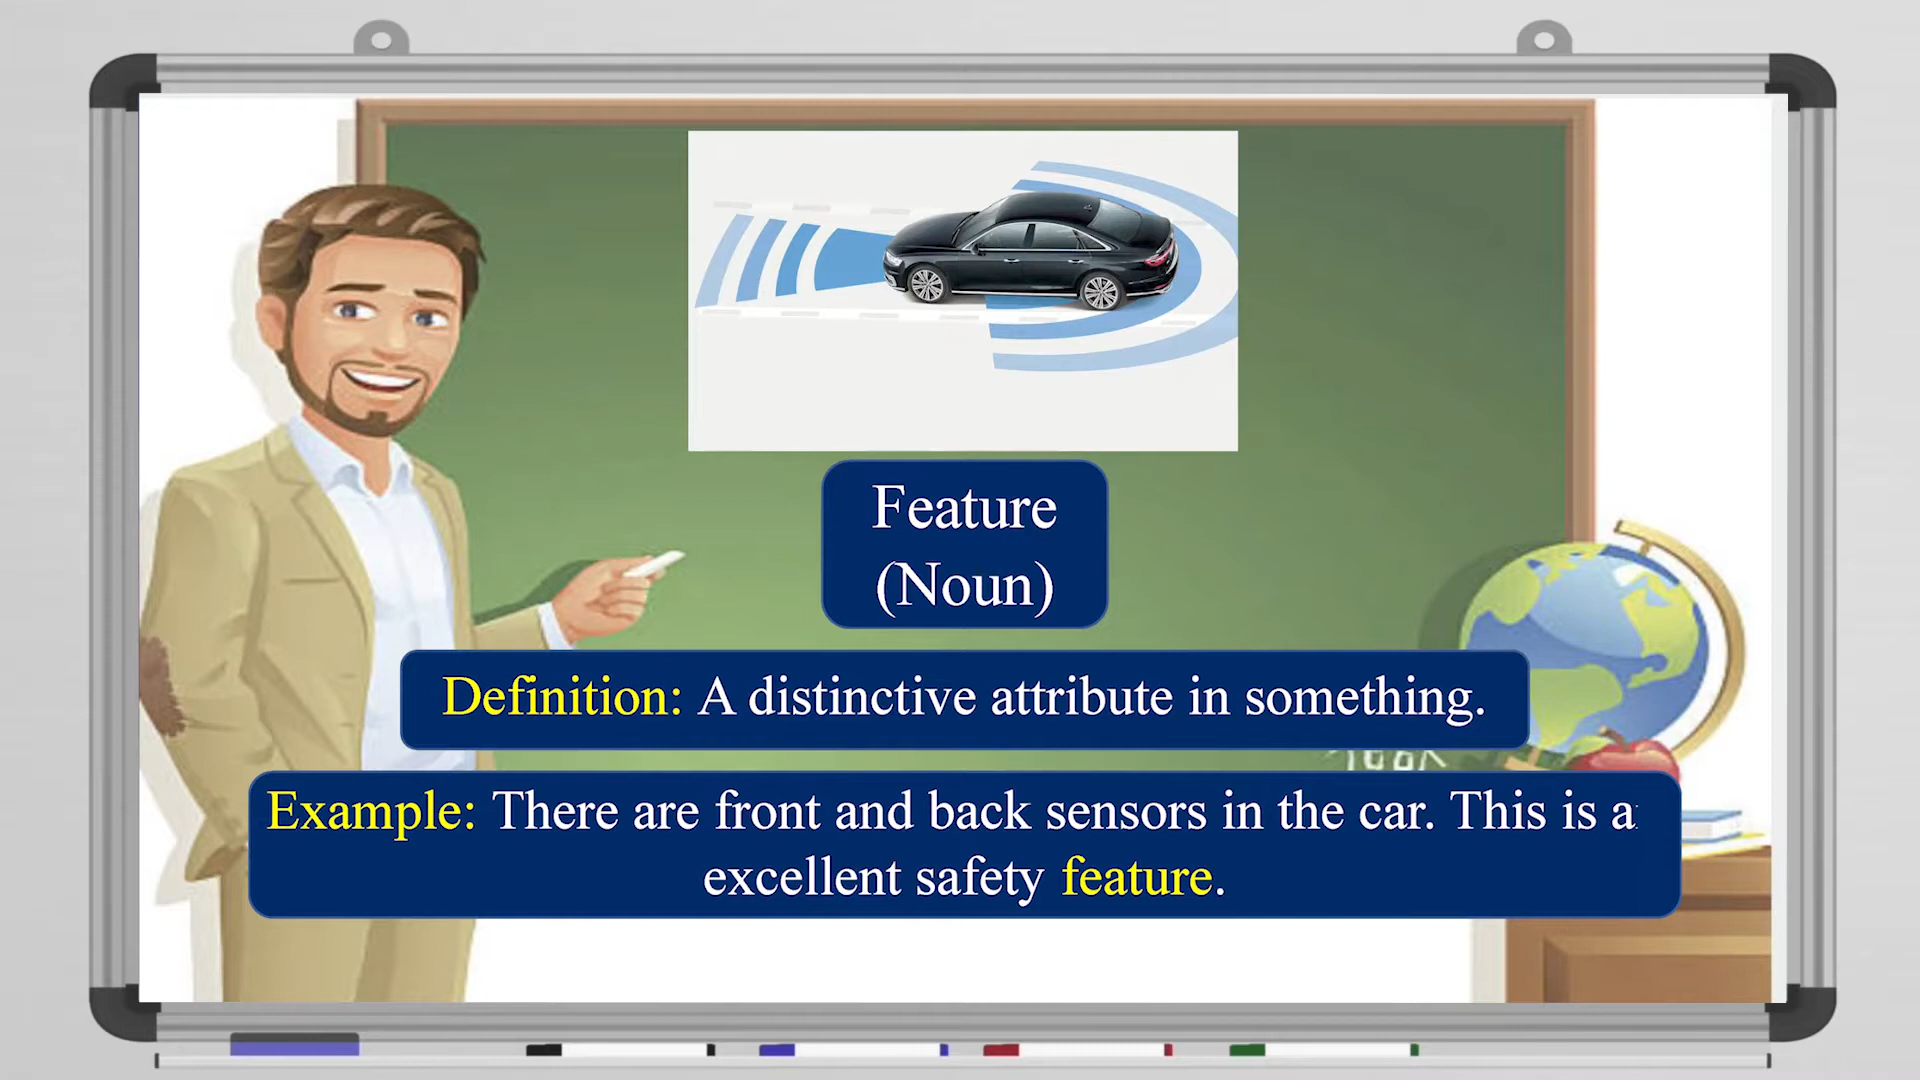 Feature
(Noun)
Definition: A distinctive attribute in something.
Example: There are front and back sensors in the car. This is a
excellent safety feature.